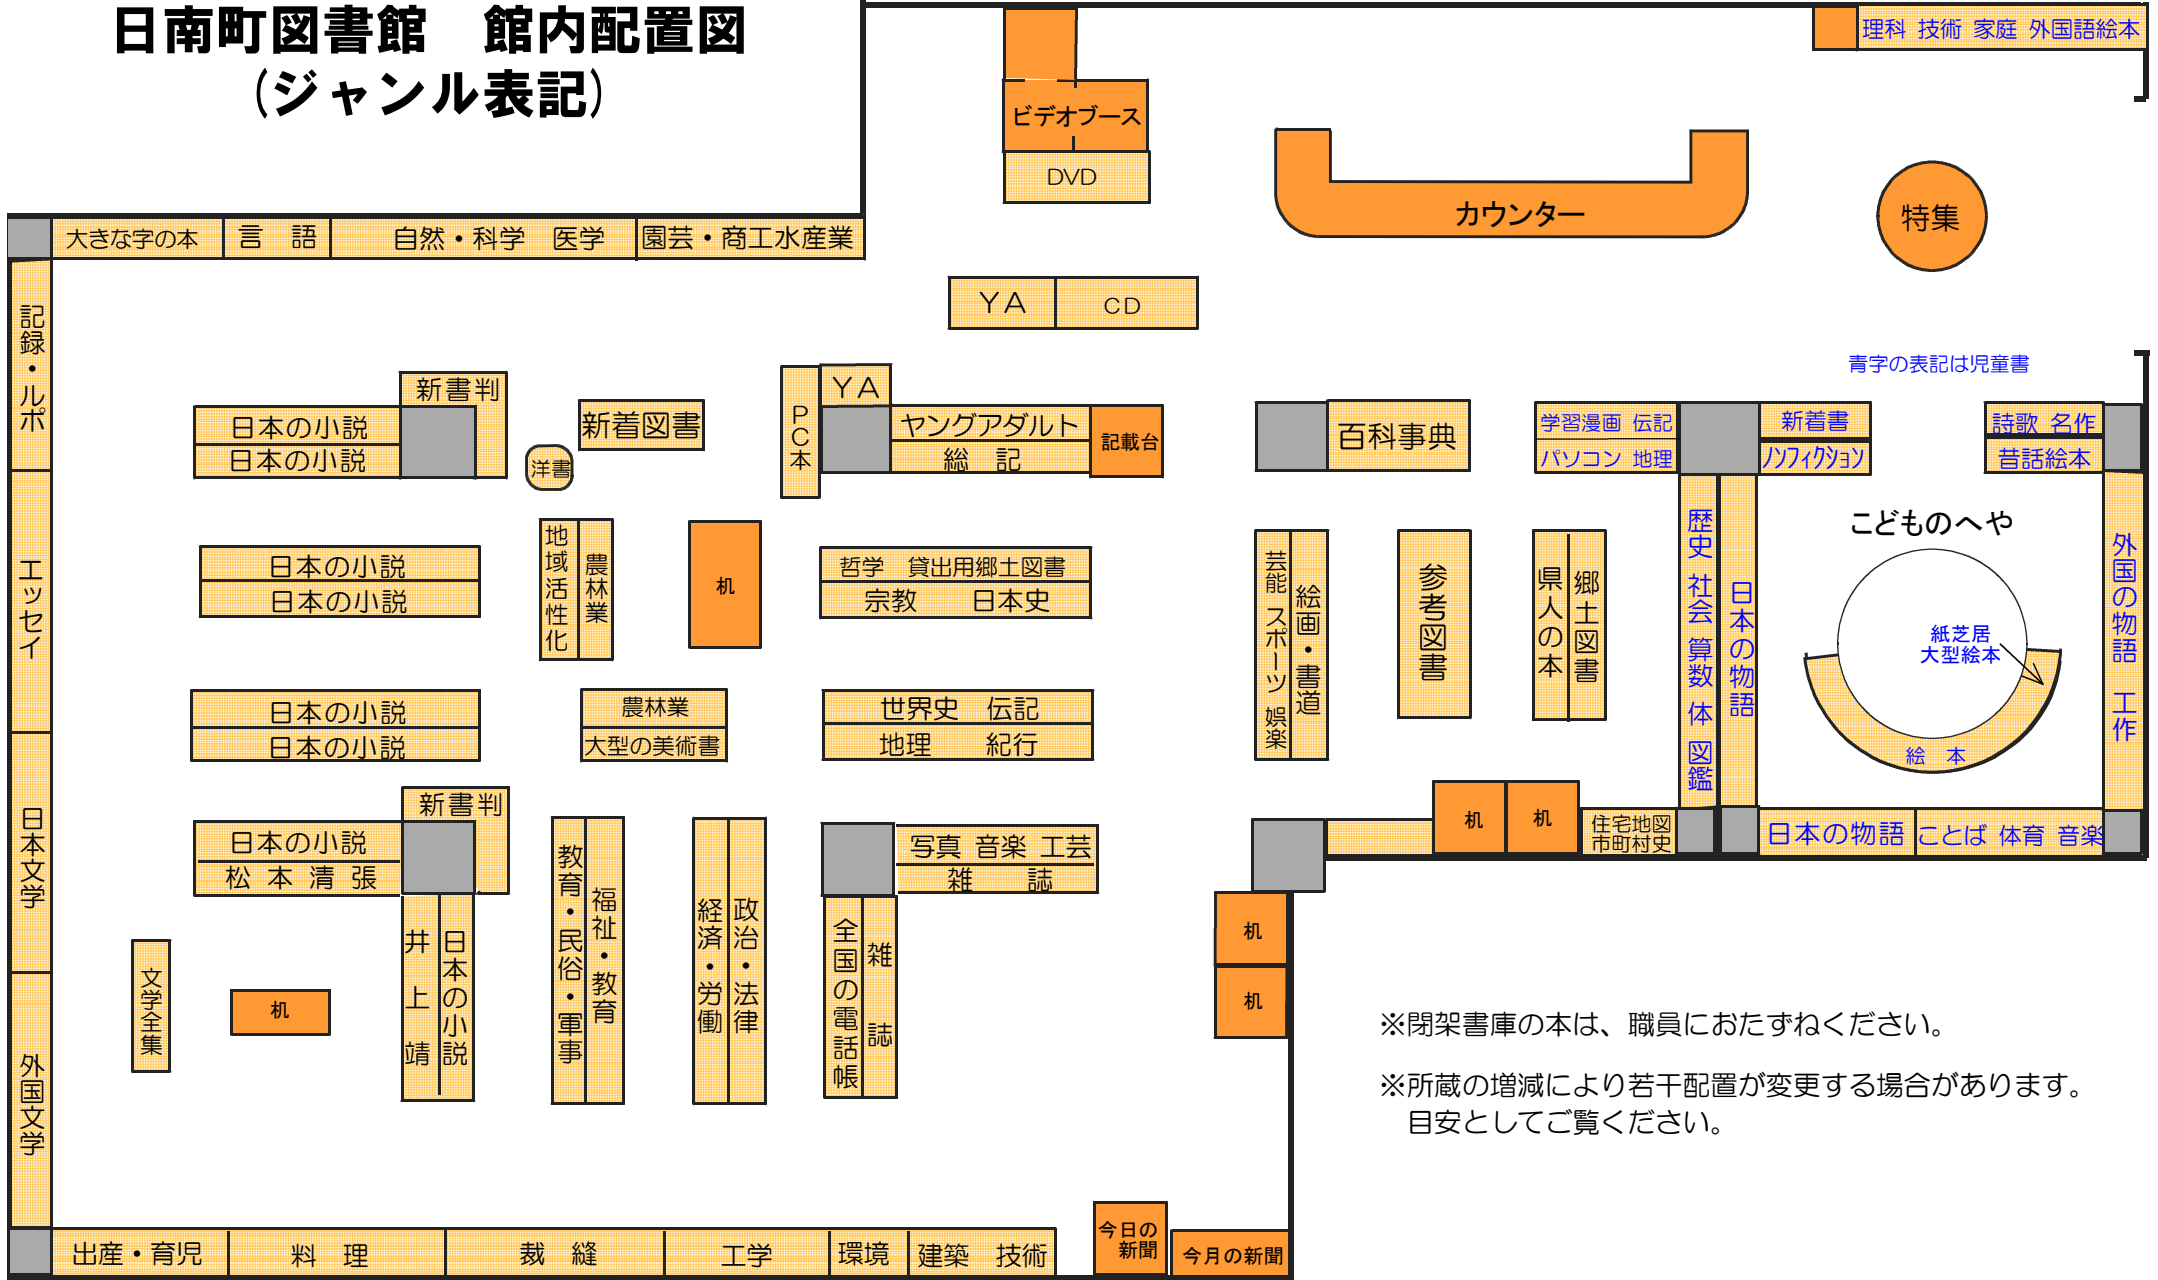 日南町図書館　館内配置図
(ジャンル表記)
理科 技術 家庭 外国語絵本
ビデオブース
DVD
カウンター
特集
大きな字の本
言　語
自然・科学　医学
園芸・商工水産業
YA
CD
青字の表記は児童書
記録・ルポ
エッセイ
日本文学
外国文学
新書判
日本の小説
日本の小説
洋書
新着図書
PC本
YA
ヤングアダルト
総　記
記載台
百科事典
学習漫画 伝記
パソコン 地理
新着書
ノンフィクション
詩歌 名作
昔話絵本
日本の小説
日本の小説
地域活性化
農林業
机
哲学　貸出用郷土図書
宗教　　日本史
芸能 スポーツ 娯楽
絵画・書道
参考図書
県人の本
郷土図書
歴史 社会 算数 体 図鑑
日本の物語
こどものへや
紙芝居
大型絵本
絵　本
外国の物語 工作
日本の小説
日本の小説
農林業
大型の美術書
世界史　伝記
地理　　紀行
新書判
日本の小説
松 本 清 張
井 上 靖
日本の小説
教育・民俗・軍事
福祉・教育
経済・労働
政治・法律
写真 音楽 工芸
雑　　誌
全国の電話帳
雑　誌
机
机
住宅地図
市町村史
日本の物語
ことば 体育 音楽
机
机
文学全集
机
※閉架書庫の本は、職員におたずねください。
※所蔵の増減により若干配置が変更する場合があります。
目安としてご覧ください。
出産・育児
料　理
裁　縫
工学
環境
建築　技術
今日の
新聞
今月の新聞